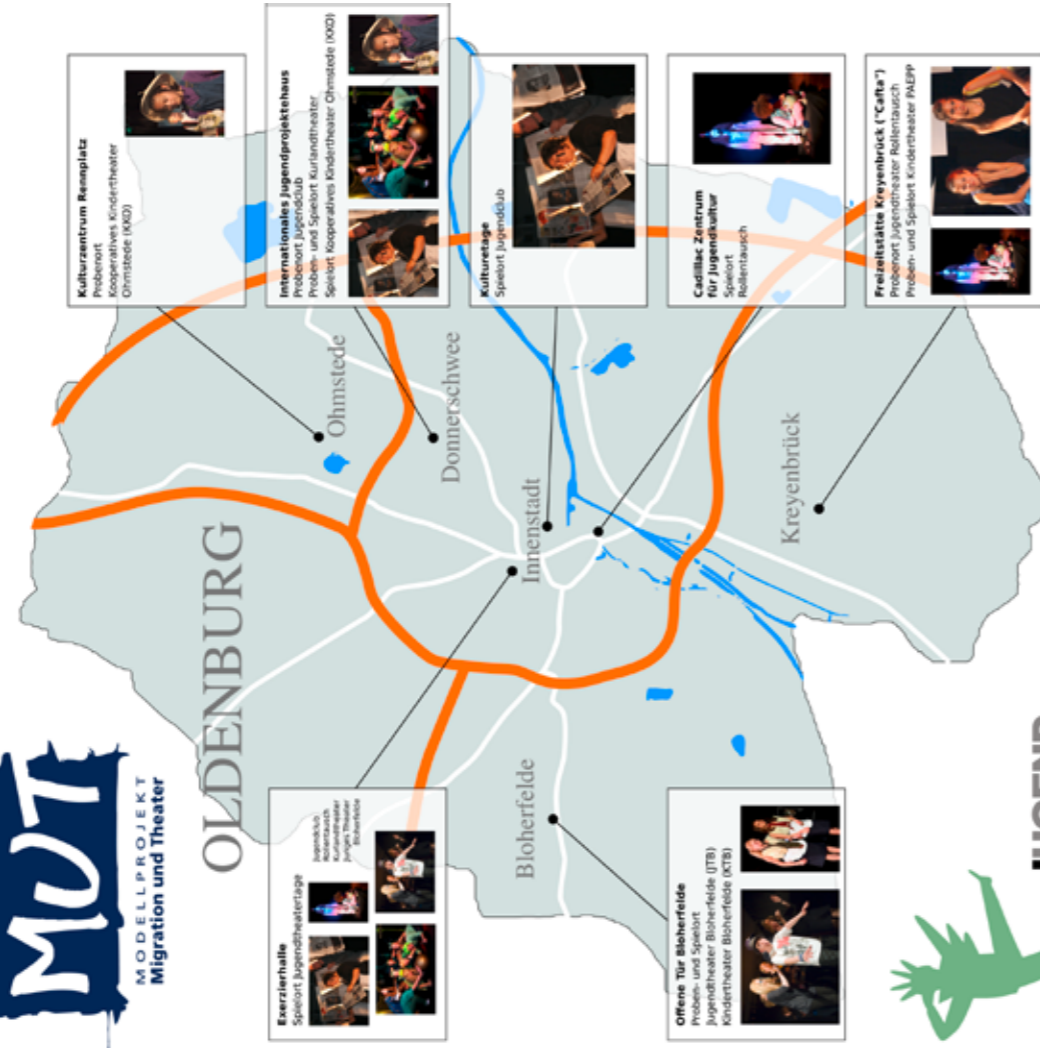 MUT
MODELLPROJEKT
Migration und Theater
OLDENBURG
Exerzierhalle
Spielort Jugendtheatertage
Jugendclub
Rollentausch
Kurlandtheater
Junges Theater
Bloherfelde
Offene Tür Bloherfelde
Proben- und Spielort
Jugendtheater Bloherfelde (JTB)
Kindertheater Bloherfelde (KTB)
Kulturzentrum Rennplatz
Probenort
Kooperatives Kindertheater
Ohmstede (KKO)
Internationales Jugendprojektehaus
Probenort Jugendclub
Proben- und Spielort Kurlandtheater
Spielort Kooperatives Kindertheater Ohmstede (KKO)
Kulturetage
Spielort Jugendclub
Cadillac Zentrum
für Jugendkultur
Spielort
Rollentausch
Freizeitstätte Kreyenbrück ("Cafta")
Probenort Jugendtheater Rollentausch
Proben- und Spielort Kindertheater PAEPP
Ohmstede
Donnerschwee
Innenstadt
Bloherfelde
Kreyenbrück
JUGEND